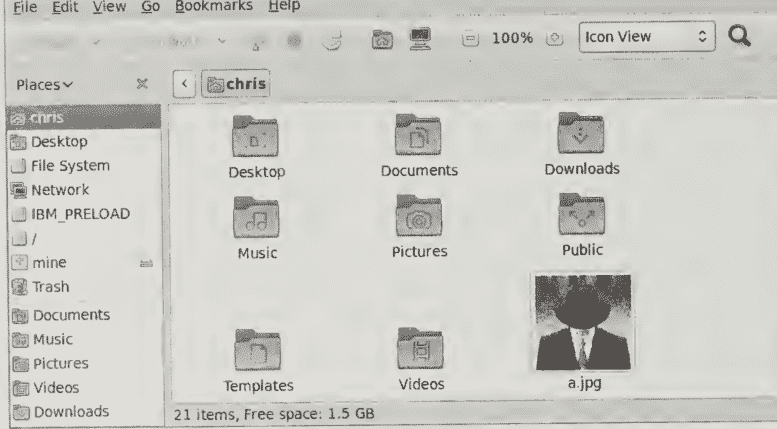 File Edit View Go Bookmarks Help
100% Icon View
Places
chris
chris
Desktop
File System
Network
IBM_PRELOAD
/
mine
Trash
Documents
Music
Pictures
Videos
Downloads
Desktop Documents Downloads
Music Pictures Public
Templates Videos a.jpg
21 items, Free space: 1.5 GB